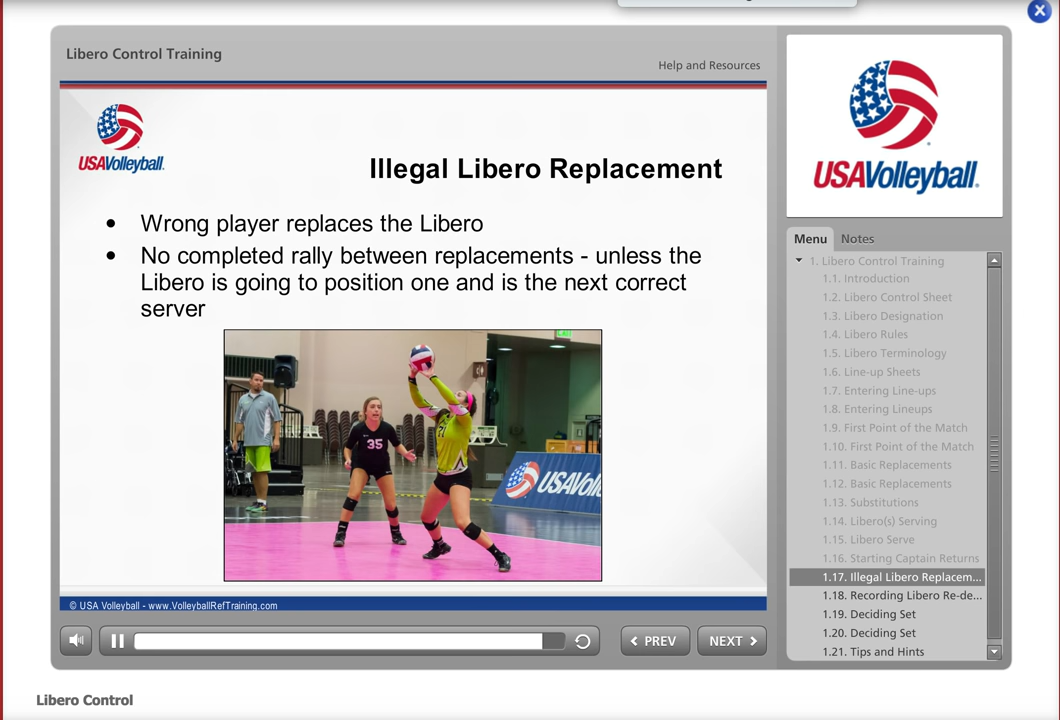 Libero Control Training
Help and Resources
USAVolleyball.
Illegal Libero Replacement
• Wrong player replaces the Libero
• No completed rally between replacements - unless the
Libero is going to position one and is the next correct
server
EXIT
35
USAVoll
© USA Volleyball - www.VolleyballRefTraining.com
PREV
NEXT
USAVolleyball.
Menu
Notes
1. Libero Control Training
1.1. Introduction
1.2. Libero Control Sheet
1.3. Libero Designation
1.4. Libero Rules
1.5. Libero Terminology
1.6. Line-up Sheets
1.7. Entering Line-ups
1.8. Entering Lineups
1.9. First Point of the Match
1.10. First Point of the Match
1.11. Basic Replacements
1.12. Basic Replacements
1.13. Substitutions
1.14. Libero(s) Serving
1.15. Libero Serve
1.16. Starting Captain Returns
1.17. Illegal Libero Replacem...
1.18. Recording Libero Re-de...
1.19. Deciding Set
1.20. Deciding Set
1.21. Tips and Hints
Libero Control